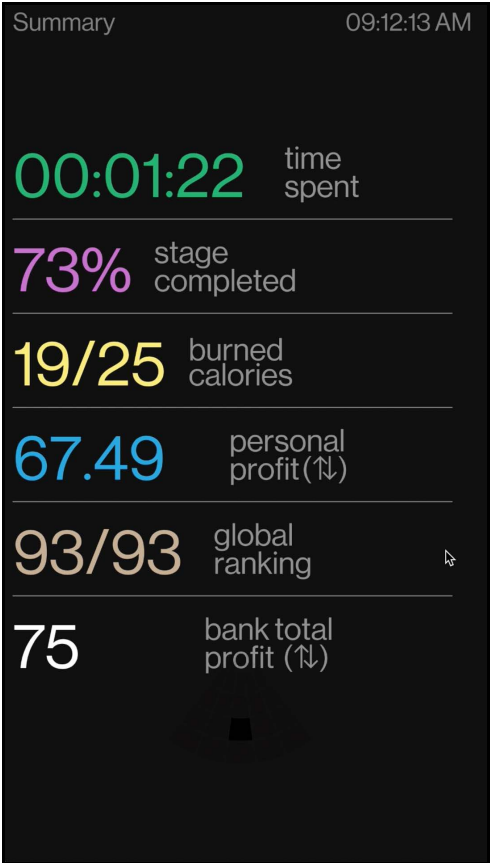 Summary 09:12:13 AM
00:01:22 time
spent
73% stage
completed
19/25 burned
calories
67.49 personal
profit(⇅)
93/93 global
ranking
75 bank total
profit (⇅)